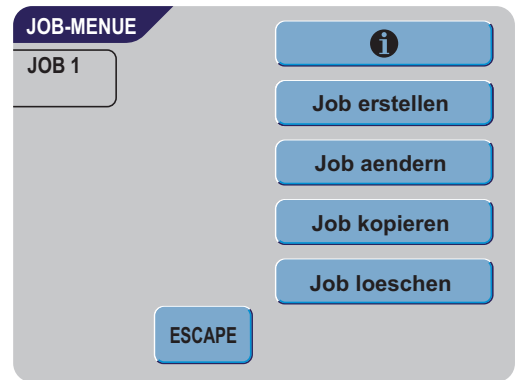 JOB-MENUE
JOB 1
i
Job erstellen
Job aendern
Job kopieren
Job loeschen
ESCAPE